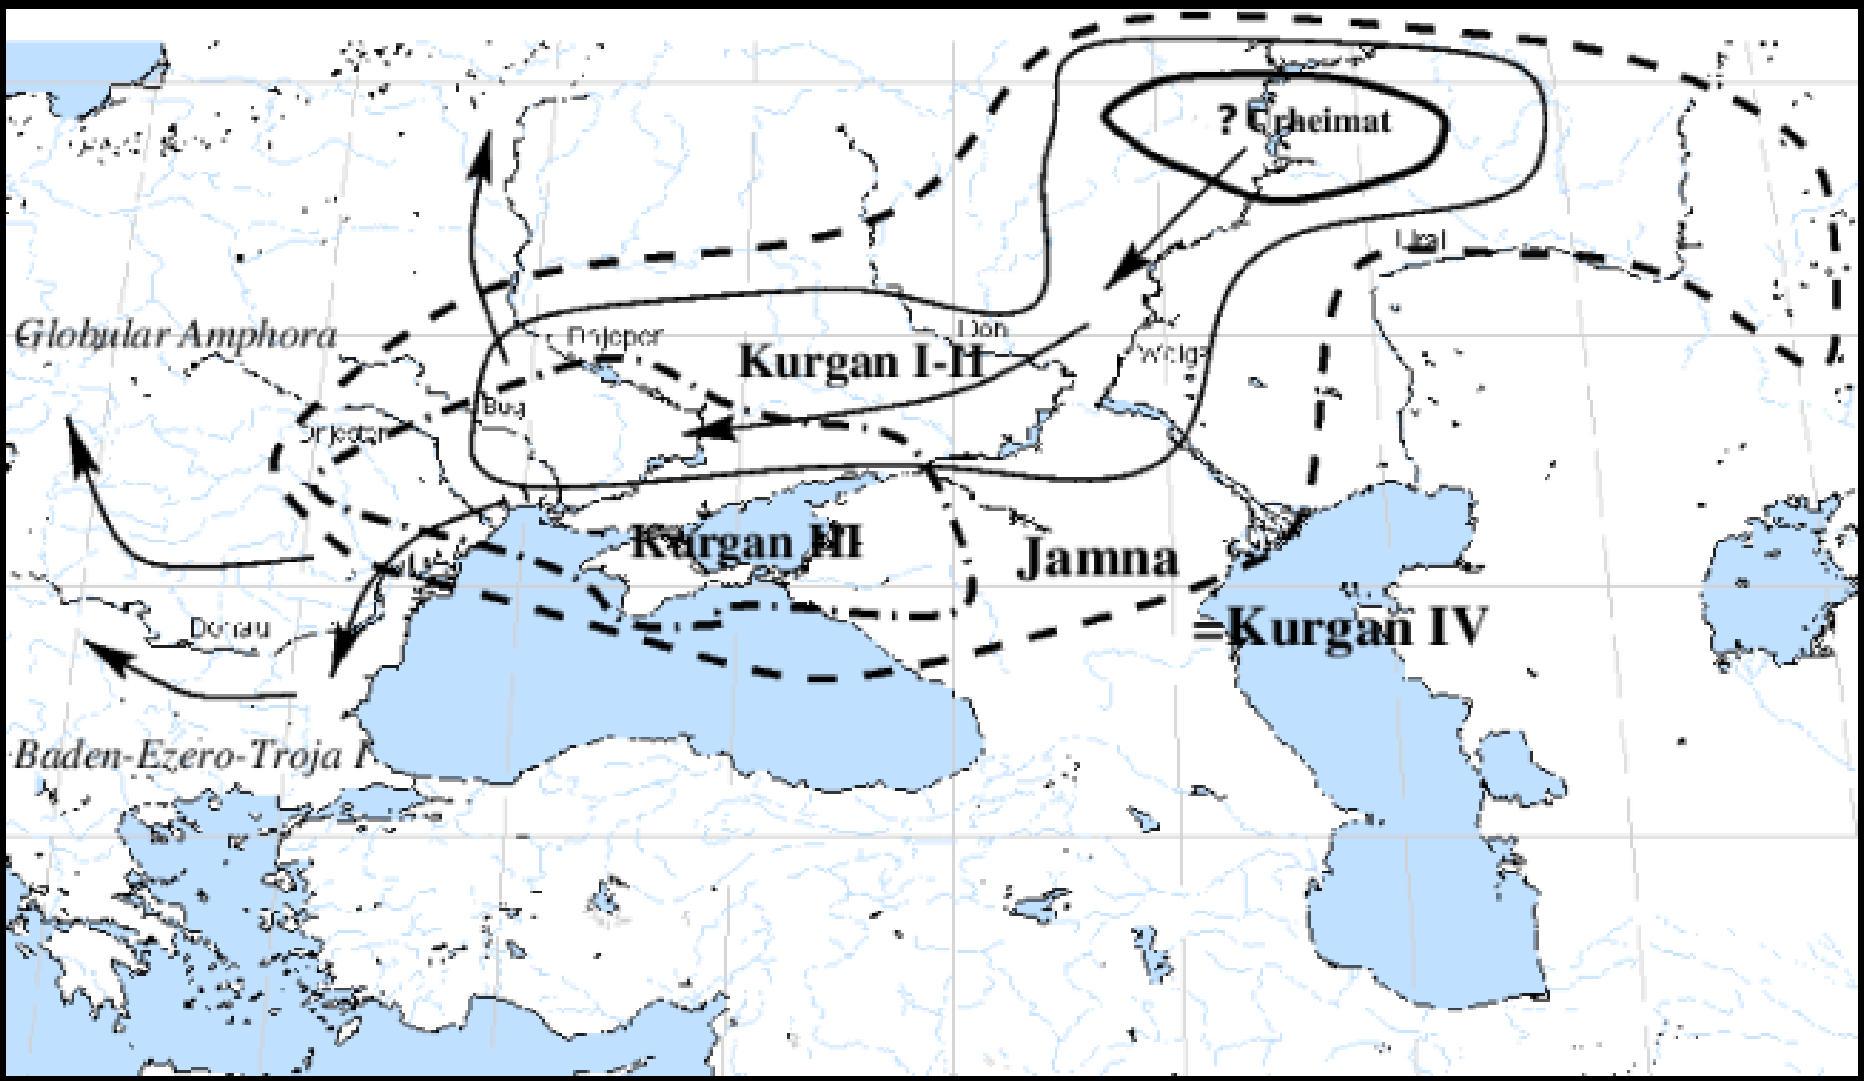 ? Urheimat
Ural
Globular Amphora
Dnjeper
Don
Kurgan I-II
Wolga
Bug
Dnjestr
Kurgan III
Jamna
=Kurgan IV
Donau
Baden-Ezero-Troja I